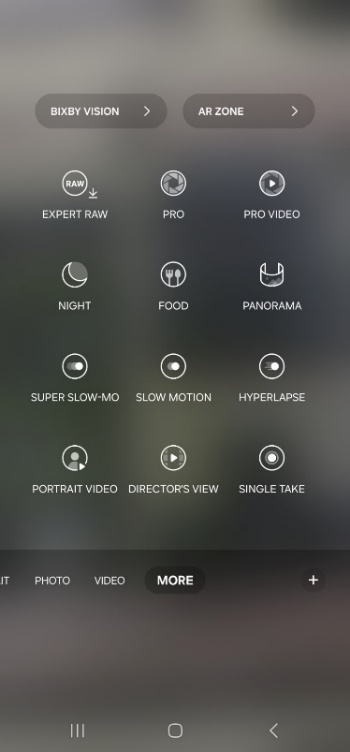 BIXBY VISION
AR ZONE
RAW
EXPERT RAW
PRO
PRO VIDEO
NIGHT
FOOD
PANORAMA
SUPER SLOW-MO
SLOW MOTION
HYPERLAPSE
PORTRAIT VIDEO
DIRECTOR'S VIEW
SINGLE TAKE
IT
PHOTO
VIDEO
MORE
+